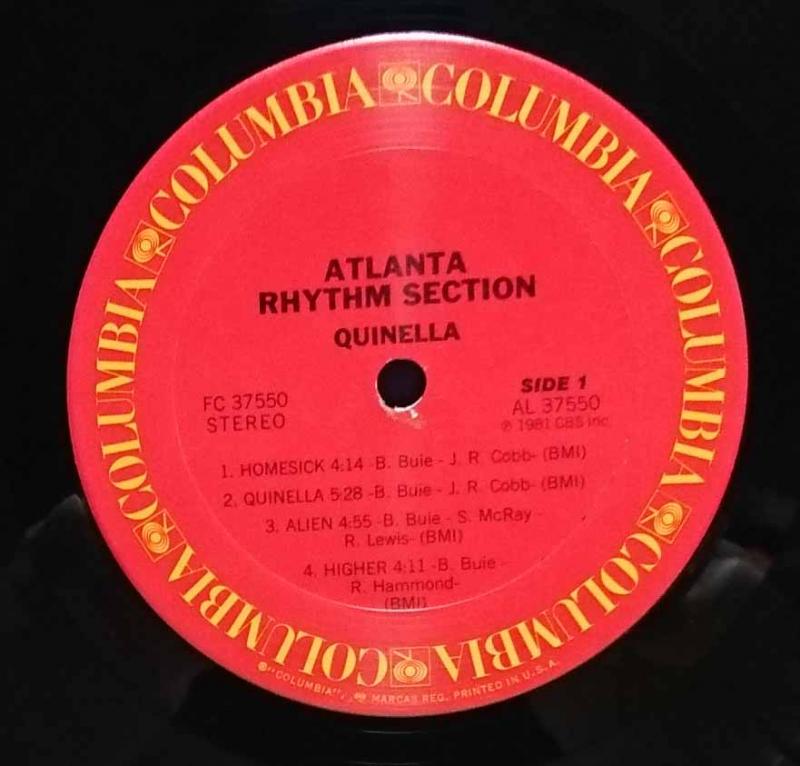 COLUMBIA COLUMBIA COLUMBIA COLUMBIA COLUMBIA COLUMBIA COLUMBIA
ATLANTA
RHYTHM SECTION
QUINELLA
FC 37550
STEREO
SIDE 1
AL 37550
℗ 1981 CBS Inc.
1. HOMESICK 4:14 -B. Buie - J. R. Cobb- (BMI)
2. QUINELLA 5:28 -B. Buie - J. R. Cobb- (BMI)
3. ALIEN 4:55 -B. Buie - S. McRay -
R. Lewis- (BMI)
4. HIGHER 4:11 -B. Buie -
R. Hammond-
(BMI)
"COLUMBIA", MARCAS REG. PRINTED IN U.S.A.